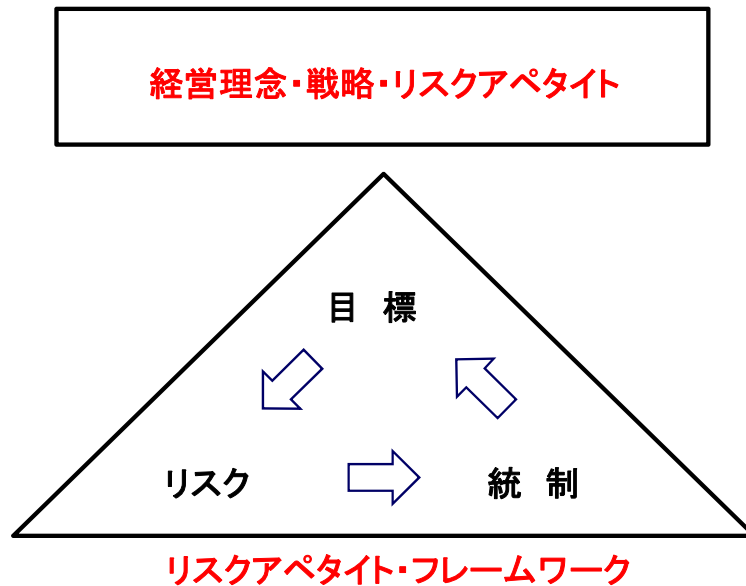 経営理念・戦略・リスクアペタイト
目 標
リスク
統 制
リスクアペタイト・フレームワーク